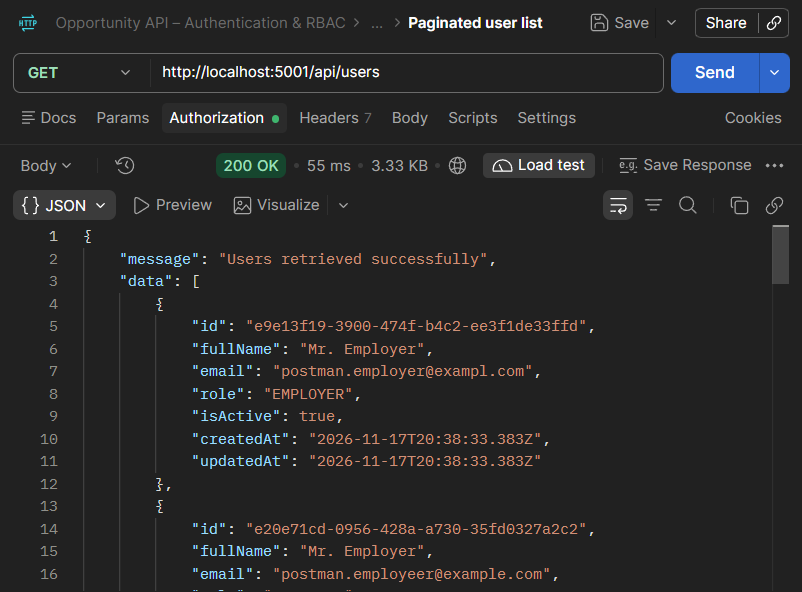 HTTP Opportunity API – Authentication & RBAC > ... > Paginated user list Save Share
GET http://localhost:5001/api/users Send
Docs Params Authorization Headers 7 Body Scripts Settings Cookies
Body 200 OK • 55 ms • 3.33 KB • Load test e.g. Save Response
{} JSON Preview Visualize
1 {
2 "message": "Users retrieved successfully",
3 "data": [
4 {
5 "id": "e9e13f19-3900-474f-b4c2-ee3f1de33ffd",
6 "fullName": "Mr. Employer",
7 "email": "postman.employer@exampl.com",
8 "role": "EMPLOYER",
9 "isActive": true,
10 "createdAt": "2026-11-17T20:38:33.383Z",
11 "updatedAt": "2026-11-17T20:38:33.383Z"
12 },
13 {
14 "id": "e20e71cd-0956-428a-a730-35fd0327a2c2",
15 "fullName": "Mr. Employer",
16 "email": "postman.employeer@example.com",